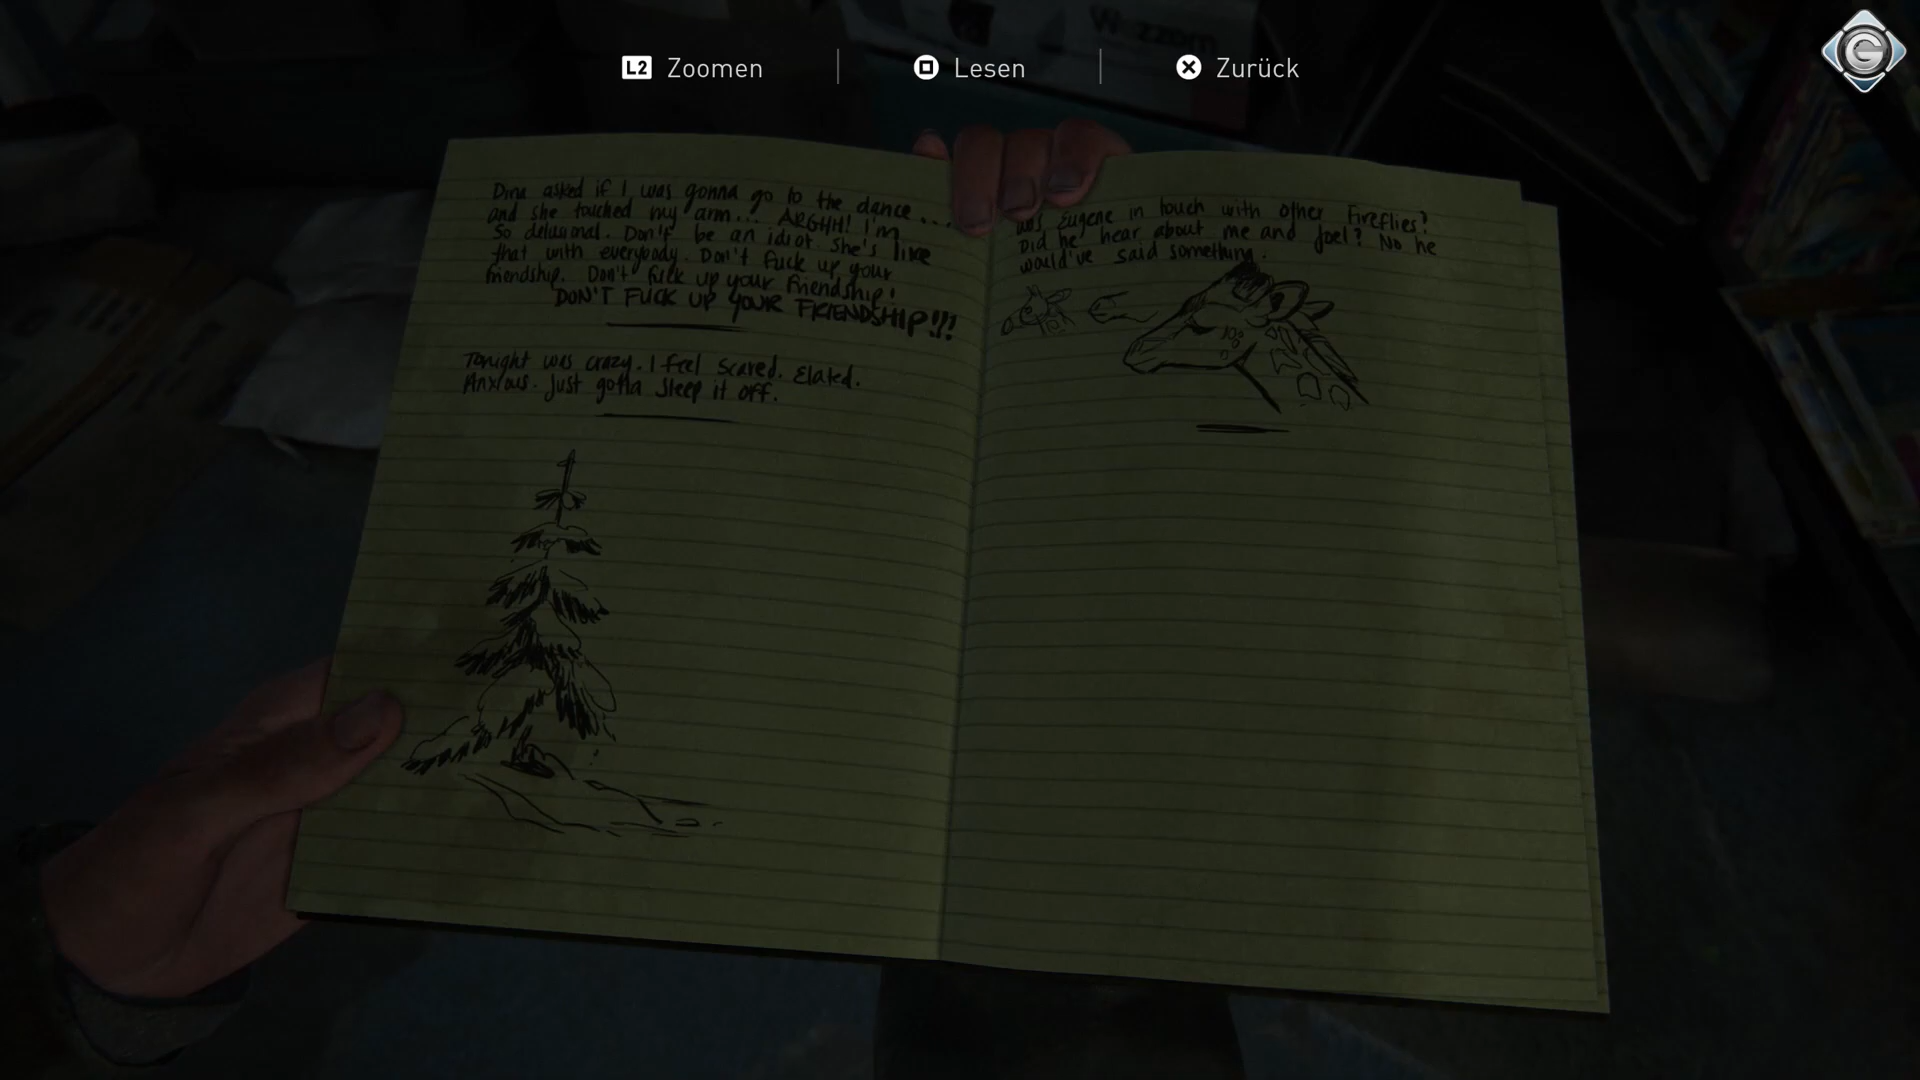 W zzom
L2 Zoomen
Lesen
Zurück
Dina asked if I was gonna go to the dance...
and she touched my arm... ARGHH! I'm
so delusional. Don't be an idiot. She's like
that with everybody. Don't fuck up your
friendship. Don't fuck up your friendship!
DON'T FUCK UP YOUR FRIENDSHIP!!!
Tonight was crazy. I feel scared. Elated.
Anxious. Just gotta sleep it off.
Was Eugene in touch with other Fireflies?
Did he hear about me and Joel? No he
would've said something.
G